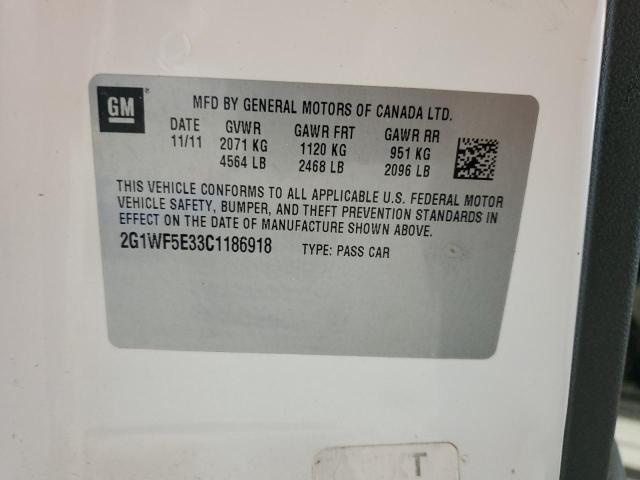 GM ®
MFD BY GENERAL MOTORS OF CANADA LTD.
DATE GVWR GAWR FRT GAWR RR
11/11 2071 KG 1120 KG 951 KG
4564 LB 2468 LB 2096 LB
THIS VEHICLE CONFORMS TO ALL APPLICABLE U.S. FEDERAL MOTOR
VEHICLE SAFETY, BUMPER, AND THEFT PREVENTION STANDARDS IN
EFFECT ON THE DATE OF MANUFACTURE SHOWN ABOVE.
2G1WF5E33C1186918 TYPE: PASS CAR
T